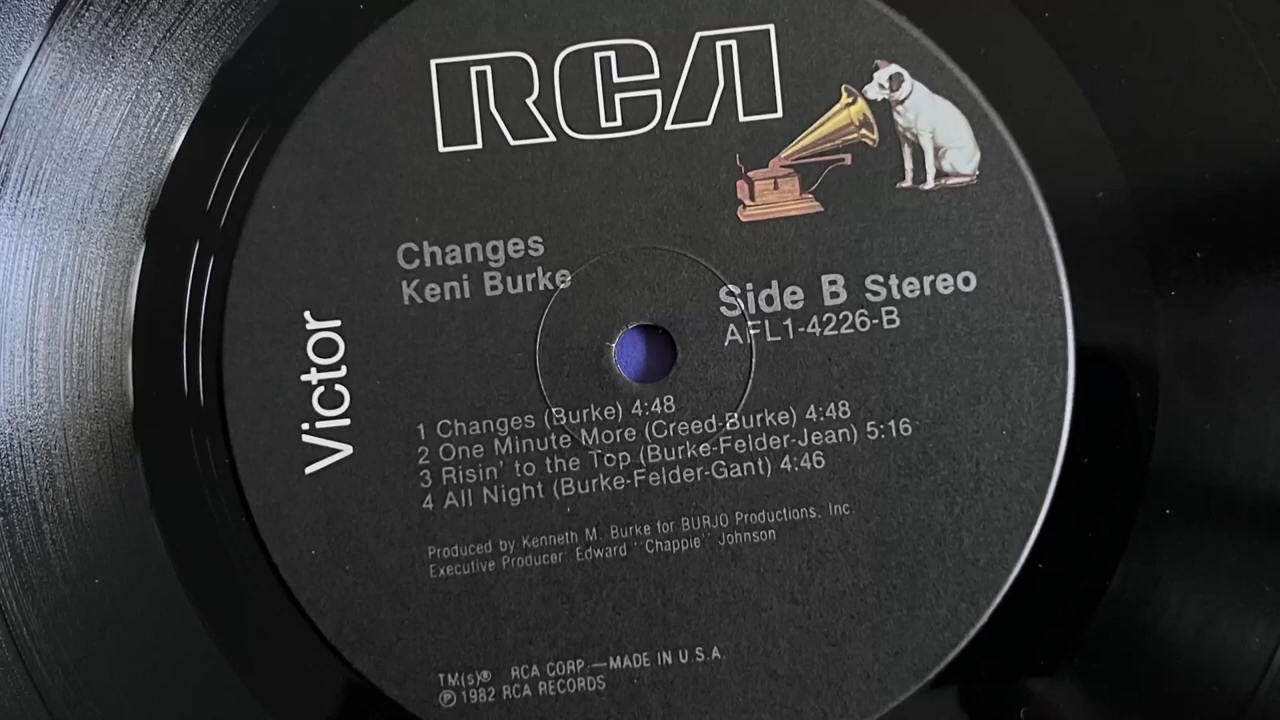 RCA
Victor
Changes
Keni Burke
Side B Stereo
AFL1-4226-B
1 Changes (Burke) 4:48
2 One Minute More (Creed-Burke) 4:48
3 Risin' to the Top (Burke-Felder-Jean) 5:16
4 All Night (Burke-Felder-Gant) 4:46
Produced by Kenneth M. Burke for BURJO Productions, Inc.
Executive Producer: Edward "Chappie" Johnson
TM(s)® RCA CORP.—MADE IN U.S.A.
℗ 1982 RCA RECORDS